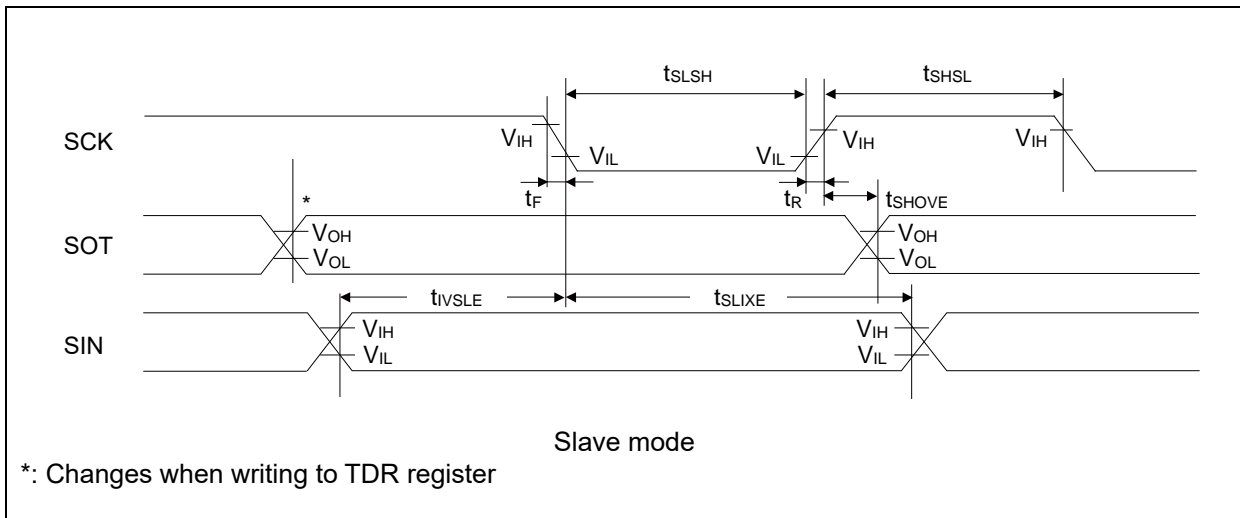 tSLSH tSHSL
SCK VIH VIL VIL VIH VIH
tF tR tSHOVE
*
SOT VOH VOH
VOL VOL
tIVSLE tSLIXE
SIN VIH VIH
VIL VIL
Slave mode
*: Changes when writing to TDR register